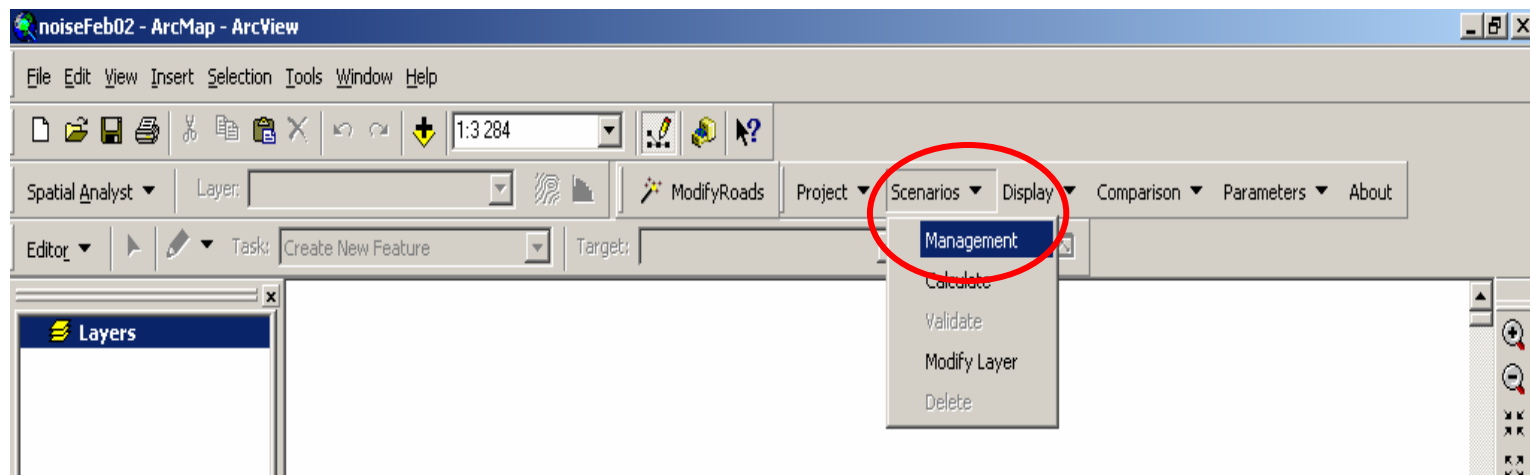 noiseFeb02 - ArcMap - ArcView
File Edit View Insert Selection Tools Window Help
1:3 284
Spatial Analyst Layer: ModifyRoads Project Scenarios Display Comparison Parameters About
Editor Task: Create New Feature Target:
Management
Calculate
Validate
Modify Layer
Delete
Layers